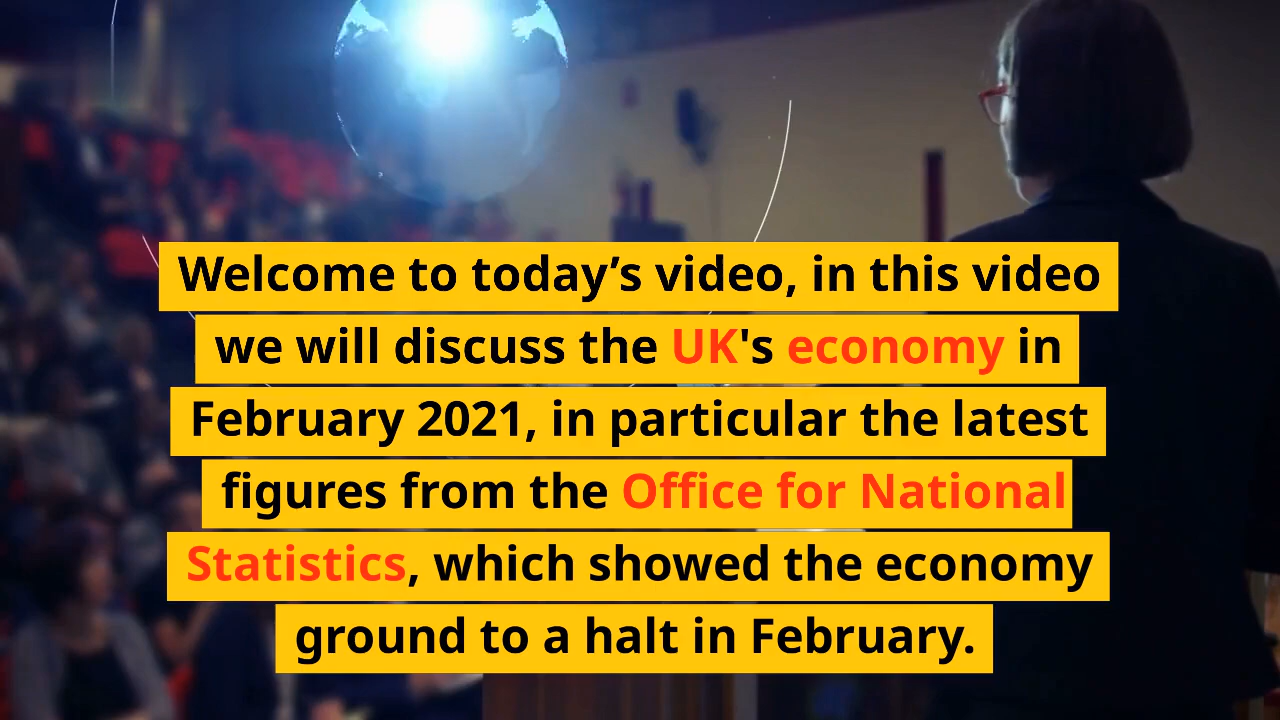 Welcome to today’s video, in this video
we will discuss the UK's economy in
February 2021, in particular the latest
figures from the Office for National
Statistics, which showed the economy
ground to a halt in February.